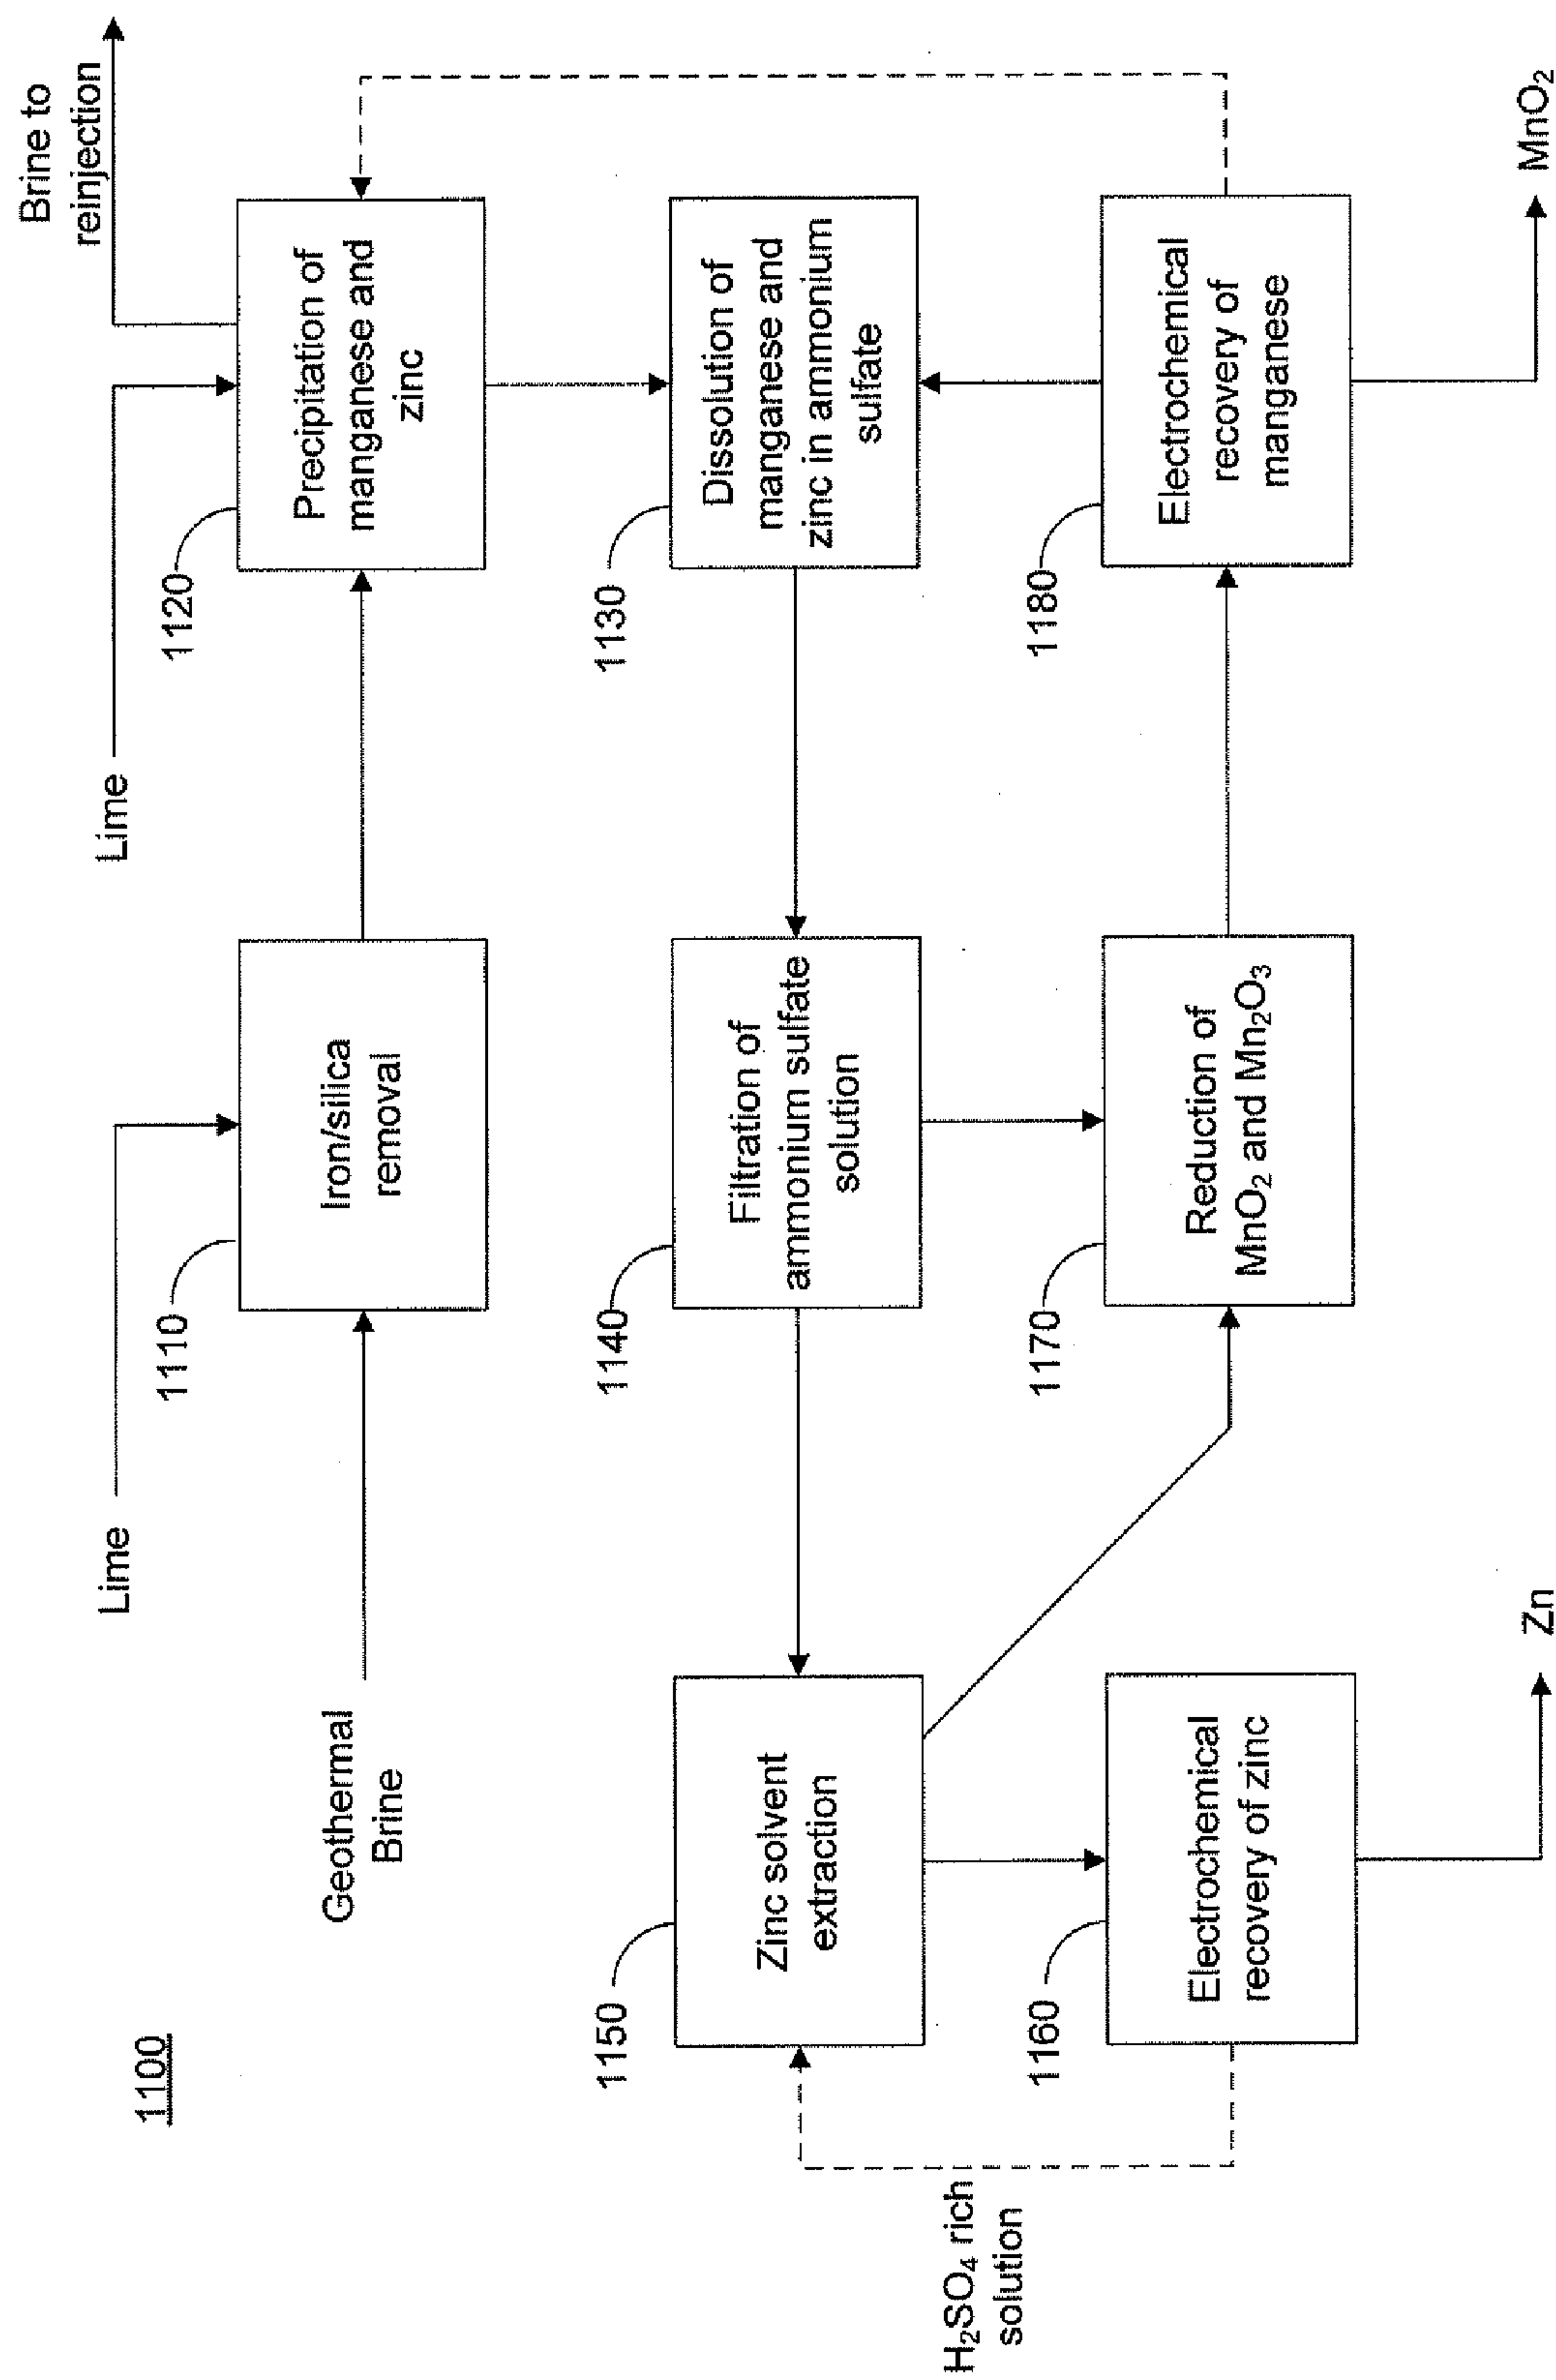 1100
Lime
Lime
Brine to
reinjection
Geothermal
Brine
1110
Iron/silica
removal
1120
Precipitation of
manganese and
zinc
1150
Zinc solvent
extraction
1140
Filtration of
ammonium sulfate
solution
1130
Dissolution of
manganese and
zinc in ammonium
sulfate
H₂SO₄ rich
solution
1160
Electrochemical
recovery of zinc
1170
Reduction of
MnO₂ and Mn₂O₃
1180
Electrochemical
recovery of
manganese
Zn
MnO₂